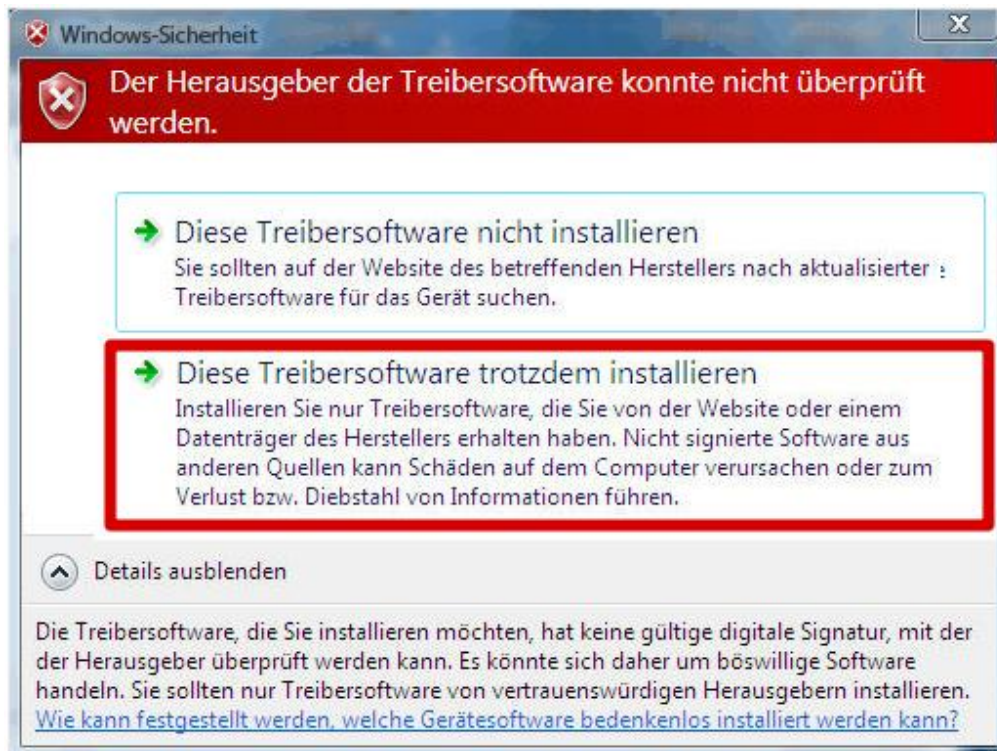 Windows-Sicherheit
Der Herausgeber der Treibersoftware konnte nicht überprüft
werden.
Diese Treibersoftware nicht installieren
Sie sollten auf der Website des betreffenden Herstellers nach aktualisierter
Treibersoftware für das Gerät suchen.
Diese Treibersoftware trotzdem installieren
Installieren Sie nur Treibersoftware, die Sie von der Website oder einem
Datenträger des Herstellers erhalten haben. Nicht signierte Software aus
anderen Quellen kann Schäden auf dem Computer verursachen oder zum
Verlust bzw. Diebstahl von Informationen führen.
Details ausblenden
Die Treibersoftware, die Sie installieren möchten, hat keine gültige digitale Signatur, mit der
der Herausgeber überprüft werden kann. Es könnte sich daher um böswillige Software
handeln. Sie sollten nur Treibersoftware von vertrauenswürdigen Herausgebern installieren.
Wie kann festgestellt werden, welche Gerätesoftware bedenkenlos installiert werden kann?